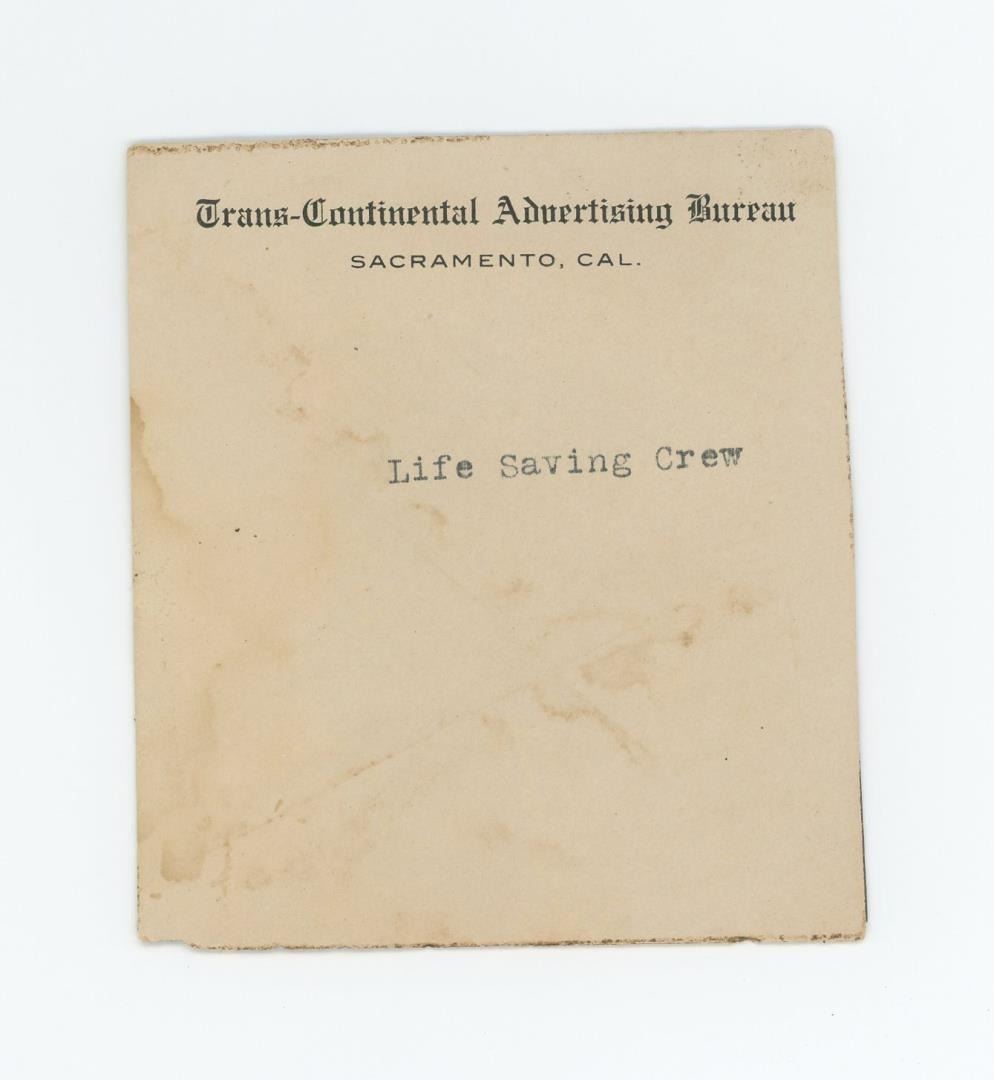 Trans-Continental Advertising Bureau
SACRAMENTO, CAL.
Life Saving Crew